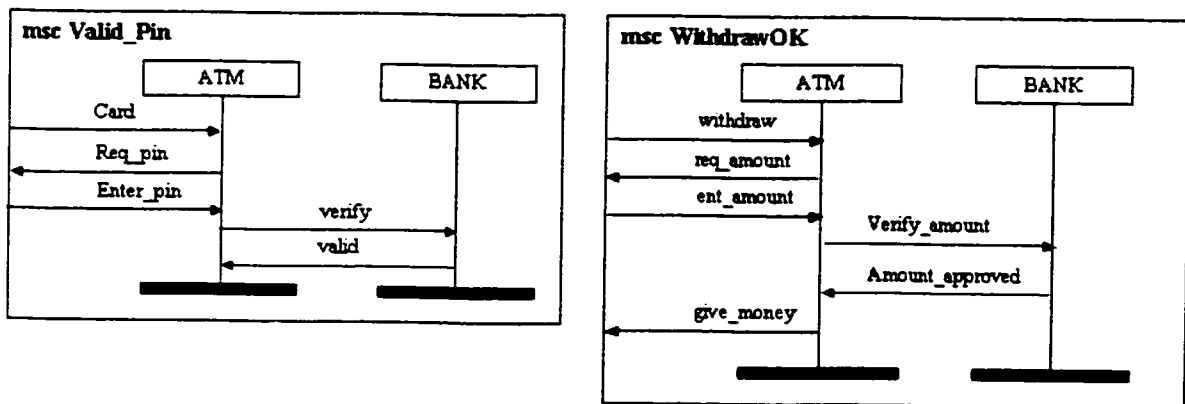 msc Valid_Pin
ATM
BANK
Card
Req_pin
Enter_pin
verify
valid
msc WithdrawOK
ATM
BANK
withdraw
req_amount
ent_amount
Verify_amount
Amount_approved
give_money